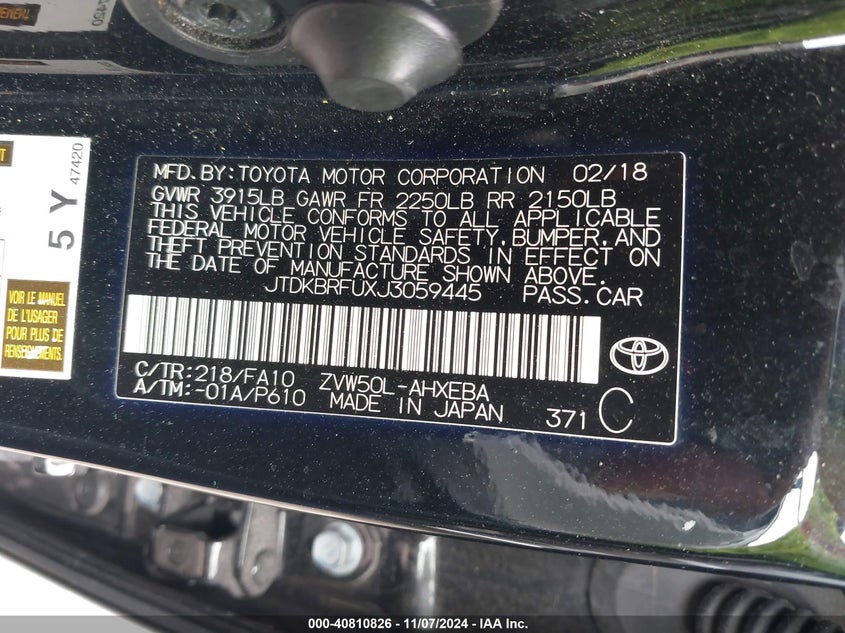 MFD.BY:TOYOTA MOTOR CORPORATION 02/18
GVWR 3915LB GAWR FR 2250LB RR 2150LB
THIS VEHICLE CONFORMS TO ALL APPLICABLE
FEDERAL MOTOR VEHICLE SAFETY,BUMPER,AND
THEFT PREVENTION STANDARDS IN EFFECT ON
THE DATE OF MANUFACTURE SHOWN ABOVE.
JTDKBRFUXJ3059445 PASS.CAR
C/TR:218/FA10 ZVW50L-AHXEBA
A/TM:-01A/P610 MADE IN JAPAN 371 C
5 Y 47420
VOIR LE MANUEL
DE L'USAGER
POUR PLUS DE
RENSEIGNEMENTS.
000-40810826 - 11/07/2024 - IAA Inc.